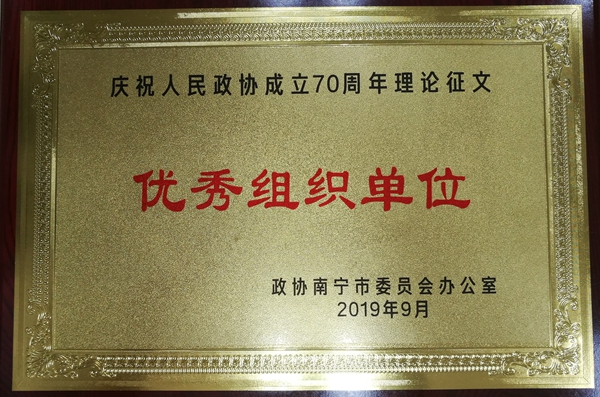 庆祝人民政协成立70周年理论征文
优秀组织单位
政协南宁市委员会办公室
2019年9月